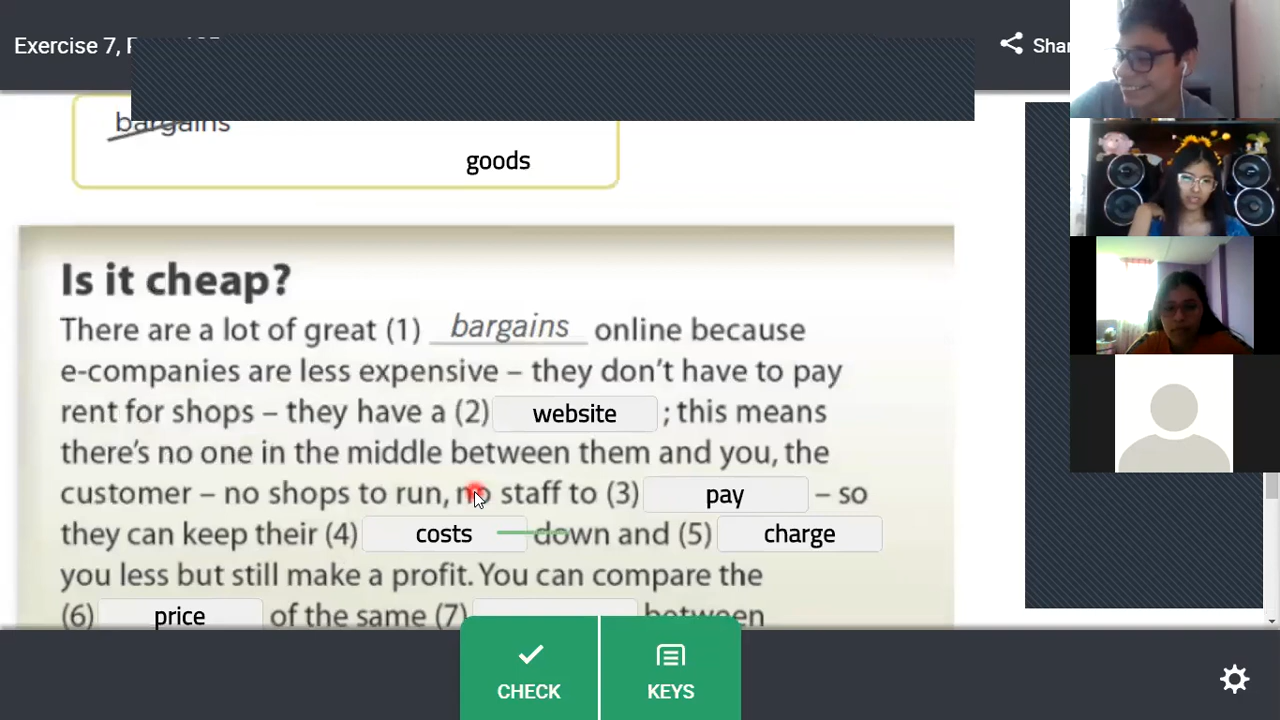 Exercise 7,
Shar
bargains
goods
Is it cheap?
There are a lot of great (1) bargains online because
e-companies are less expensive – they don't have to pay
rent for shops – they have a (2) website ; this means
there's no one in the middle between them and you, the
customer – no shops to run, no staff to (3) pay – so
they can keep their (4) costs down and (5) charge
you less but still make a profit. You can compare the
(6) price of the same (7) between
CHECK
KEYS